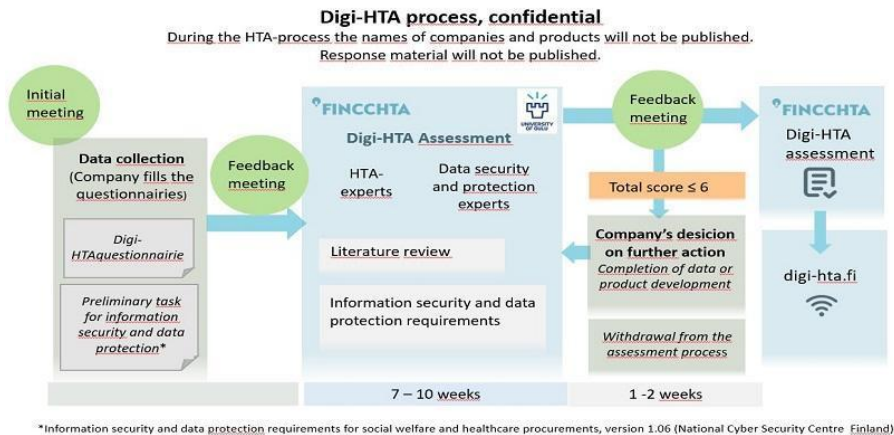 Digi-HTA process, confidential
During the HTA-process the names of companies and products will not be published.
Response material will not be published.
Initial
meeting
Data collection
(Company fills the
questionnairies)
Digi-
HTAquestionnairie
Preliminary task
for information
security and data
protection*
Feedback
meeting
FINCCHTA
UNIVERSITY
OF OULU
Digi-HTA Assessment
HTA-
experts
Data security
and protection
experts
Literature review
Information security and data
protection requirements
7 – 10 weeks
Feedback
meeting
Total score ≤ 6
Company's desicion
on further action
Completion of data or
product development
Withdrawal from the
assessment process
1 -2 weeks
FINCCHTA
Digi-HTA
assessment
digi-hta.fi
*Information security and data protection requirements for social welfare and healthcare procurements, version 1.06 (National Cyber Security Centre Finland)